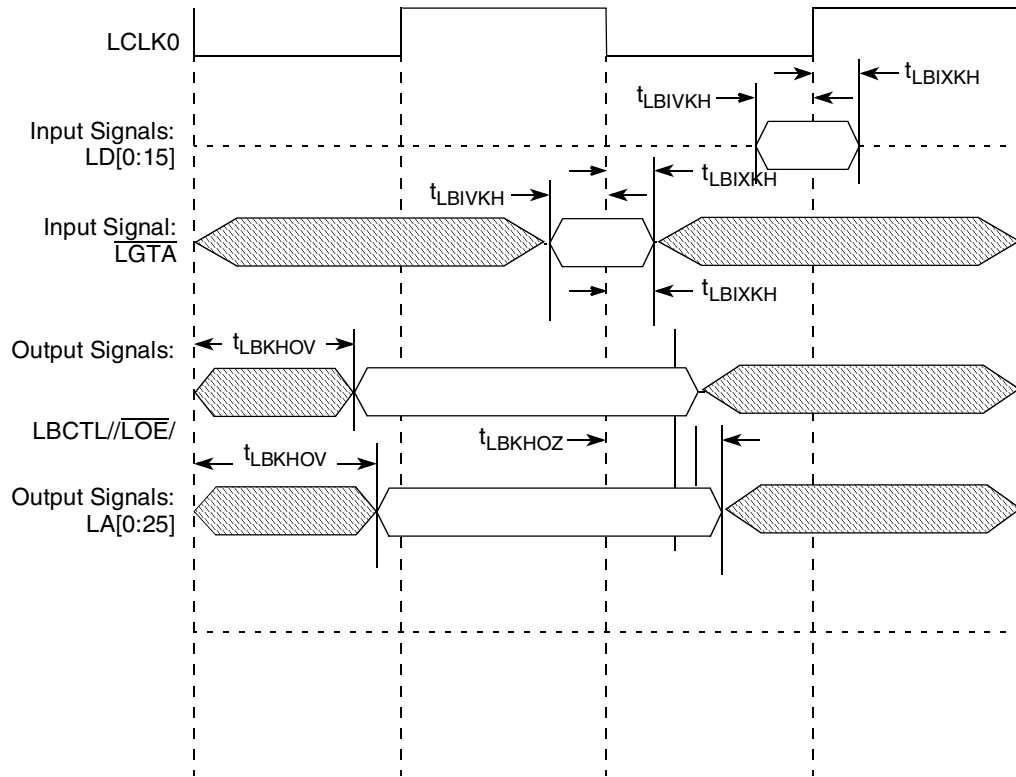 LCLK0
tLBIXKH
tLBIVKH
Input Signals:
LD[0:15]
tLBIXKH
tLBIVKH
Input Signal:
LGTA
tLBIXKH
Output Signals:
tLBKHOV
LBCTL//LOE/
tLBKHOZ
tLBKHOV
Output Signals:
LA[0:25]